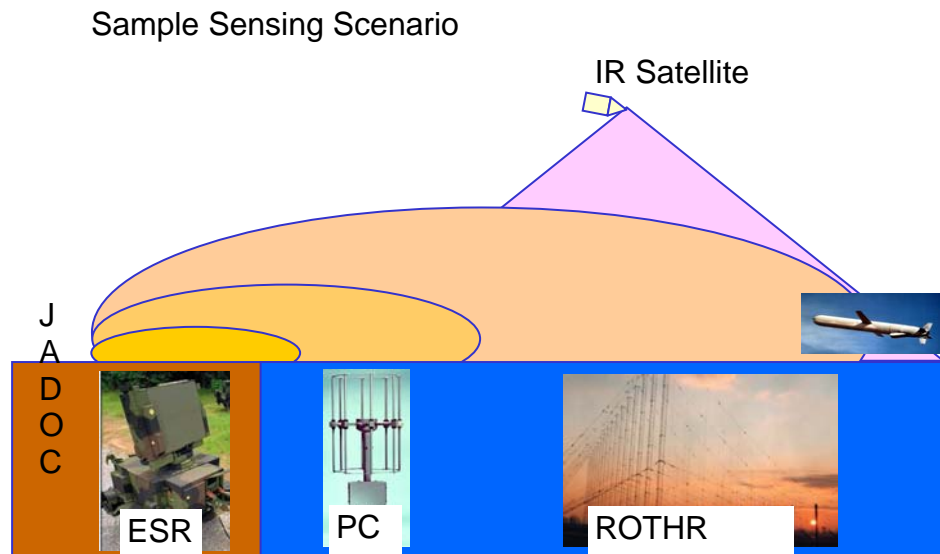 Sample Sensing Scenario
IR Satellite
J
A
D
O
C
ESR
PC
ROTHR